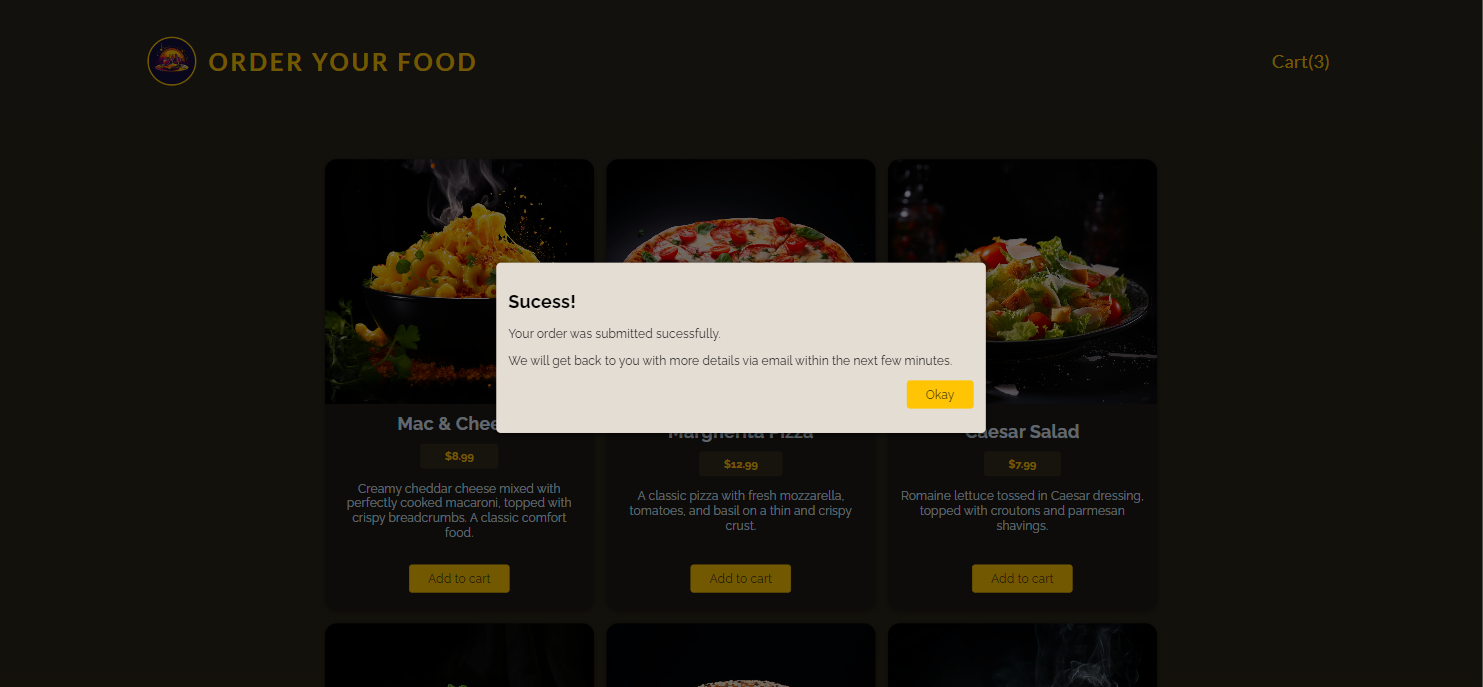 ORDER YOUR FOOD
Cart(3)
Sucess!
Your order was submitted sucessfully.
We will get back to you with more details via email within the next few minutes.
Okay
Mac & Chee
$8.99
Creamy cheddar cheese mixed with
perfectly cooked macaroni, topped with
crispy breadcrumbs. A classic comfort
food.
Add to cart
Margherita Pizza
$12.99
A classic pizza with fresh mozzarella,
tomatoes, and basil on a thin and crispy
crust.
Add to cart
Caesar Salad
$7.99
Romaine lettuce tossed in Caesar dressing,
topped with croutons and parmesan
shavings.
Add to cart